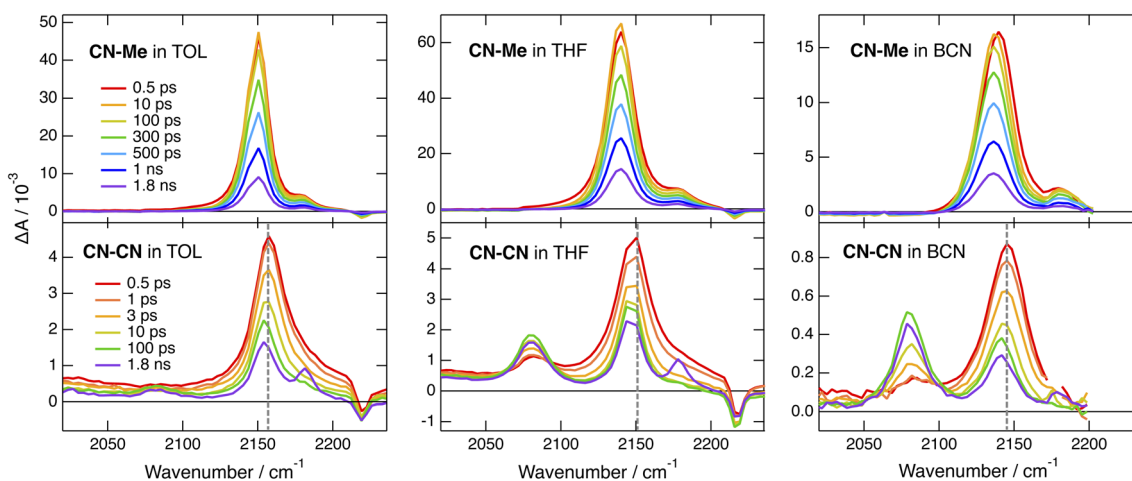 50
40
30
20
10
0
CN-Me in TOL
0.5 ps
10 ps
100 ps
300 ps
500 ps
1 ns
1.8 ns
60
40
20
0
CN-Me in THF
15
10
5
0
CN-Me in BCN
ΔA / 10⁻³
4
3
2
1
0
CN-CN in TOL
0.5 ps
1 ps
3 ps
10 ps
100 ps
1.8 ns
2050 2100 2150 2200
Wavenumber / cm⁻¹
5
4
3
2
1
0
-1
CN-CN in THF
2050 2100 2150 2200
Wavenumber / cm⁻¹
0.8
0.6
0.4
0.2
0.0
CN-CN in BCN
2050 2100 2150 2200
Wavenumber / cm⁻¹